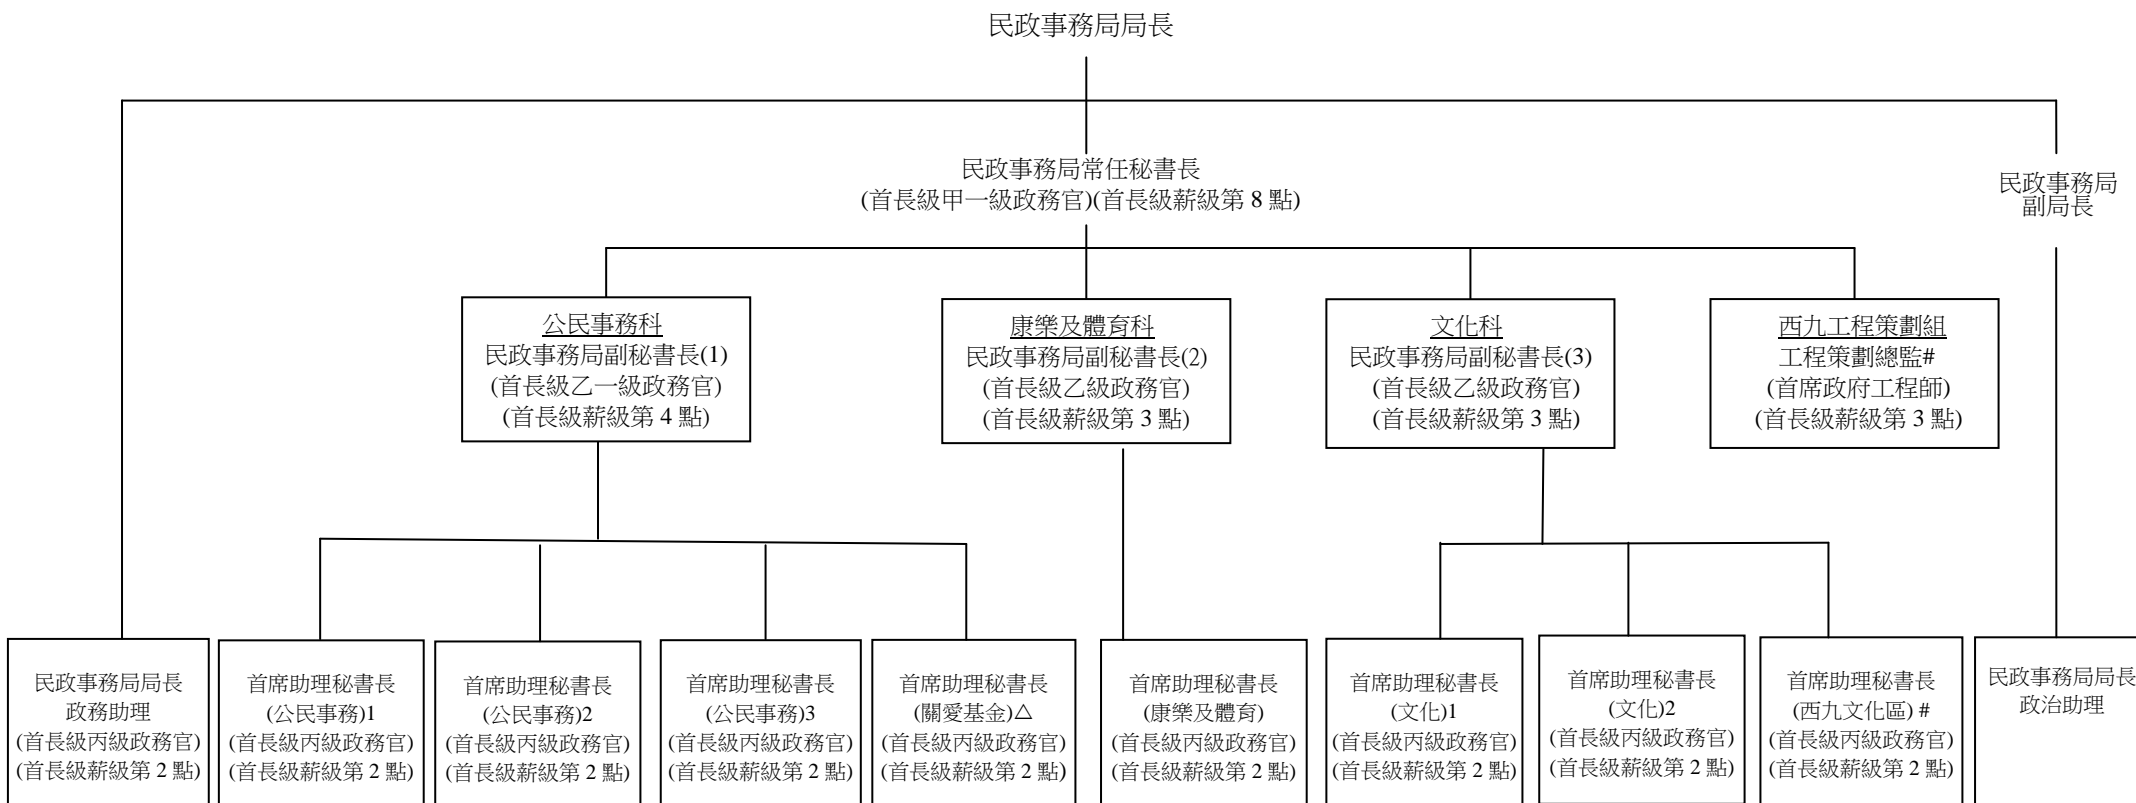 民政事務局局長
民政事務局常任秘書長
(首長級甲一級政務官)(首長級薪級第 8 點)
民政事務局
副局長
公民事務科
民政事務局副秘書長(1)
(首長級乙一級政務官)
(首長級薪級第 4 點)
康樂及體育科
民政事務局副秘書長(2)
(首長級乙級政務官)
(首長級薪級第 3 點)
文化科
民政事務局副秘書長(3)
(首長級乙級政務官)
(首長級薪級第 3 點)
西九工程策劃組
工程策劃總監#
(首席政府工程師)
(首長級薪級第 3 點)
民政事務局局長
政務助理
(首長級丙級政務官)
(首長級薪級第 2 點)
首席助理秘書長
(公民事務)1
(首長級丙級政務官)
(首長級薪級第 2 點)
首席助理秘書長
(公民事務)2
(首長級丙級政務官)
(首長級薪級第 2 點)
首席助理秘書長
(公民事務)3
(首長級丙級政務官)
(首長級薪級第 2 點)
首席助理秘書長
(關愛基金)△
(首長級丙級政務官)
(首長級薪級第 2 點)
首席助理秘書長
(康樂及體育)
(首長級丙級政務官)
(首長級薪級第 2 點)
首席助理秘書長
(文化)1
(首長級丙級政務官)
(首長級薪級第 2 點)
首席助理秘書長
(文化)2
(首長級丙級政務官)
(首長級薪級第 2 點)
首席助理秘書長
(西九文化區) #
(首長級丙級政務官)
(首長級薪級第 2 點)
民政事務局局長
政治助理